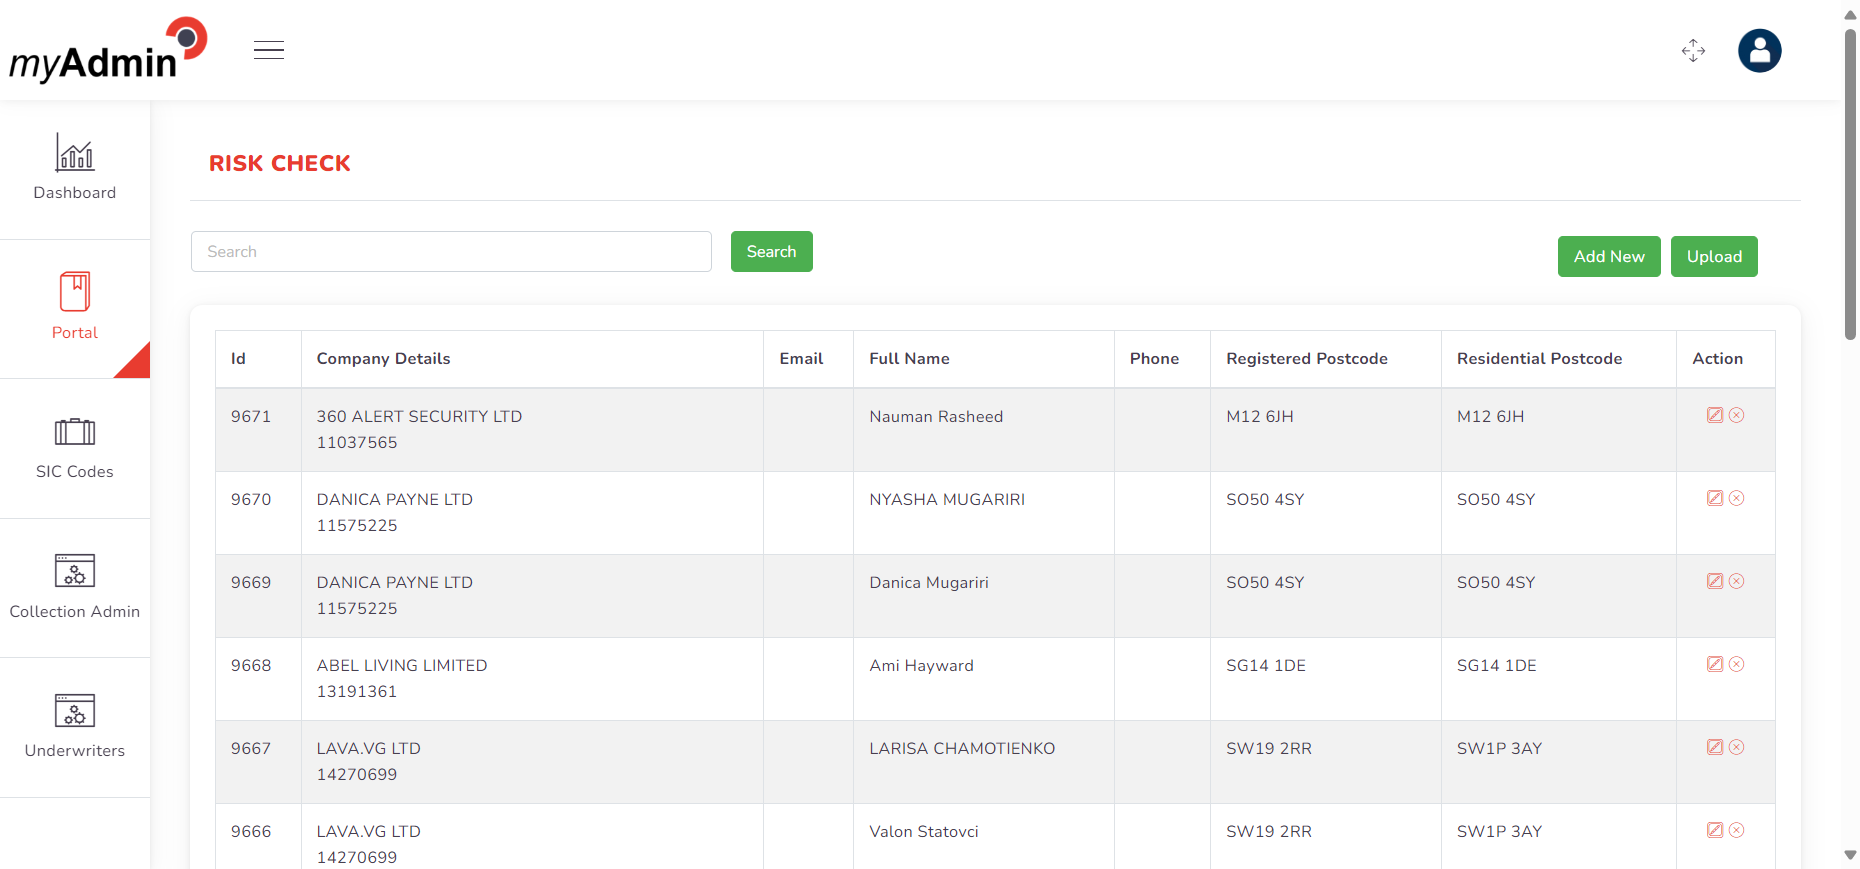 myAdmin
Dashboard
Portal
SIC Codes
Collection Admin
Underwriters
RISK CHECK
Search
Search
Add New
Upload
Id Company Details Email Full Name Phone Registered Postcode Residential Postcode Action
9671 360 ALERT SECURITY LTD Nauman Rasheed M12 6JH M12 6JH
11037565
9670 DANICA PAYNE LTD NYASHA MUGARIRI SO50 4SY SO50 4SY
11575225
9669 DANICA PAYNE LTD Danica Mugariri SO50 4SY SO50 4SY
11575225
9668 ABEL LIVING LIMITED Ami Hayward SG14 1DE SG14 1DE
13191361
9667 LAVA.VG LTD LARISA CHAMOTIENKO SW19 2RR SW1P 3AY
14270699
9666 LAVA.VG LTD Valon Statovci SW19 2RR SW1P 3AY
14270699